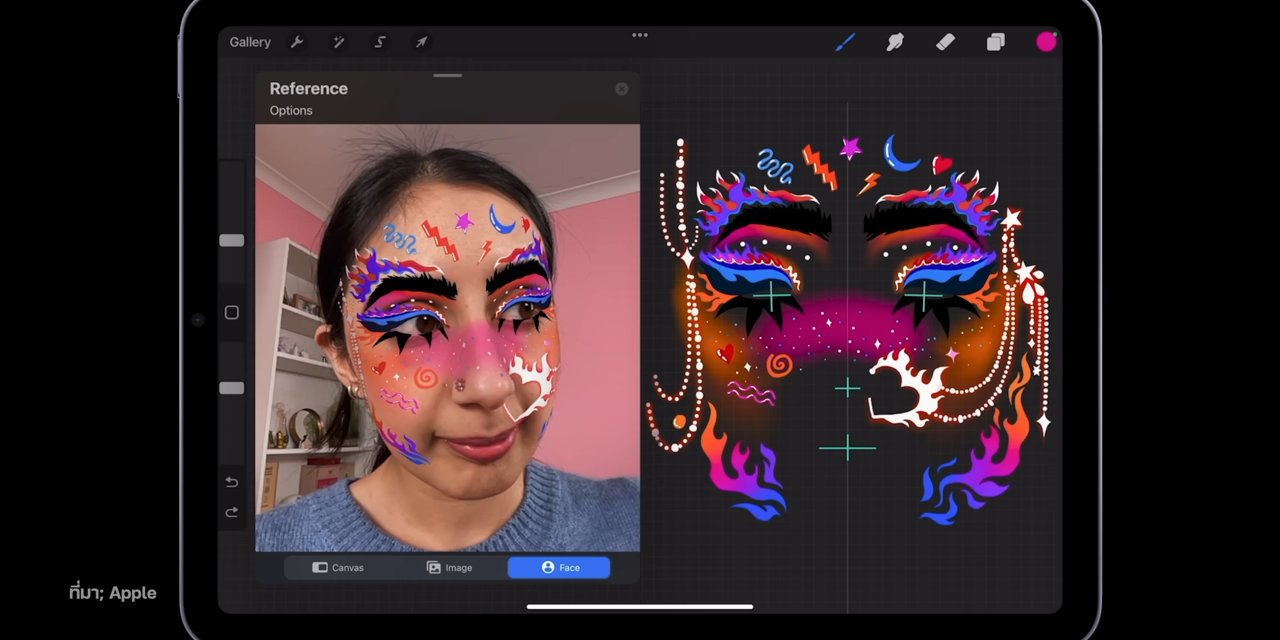 Gallery
Reference
Options
Canvas
Image
Face
ที่มา; Apple